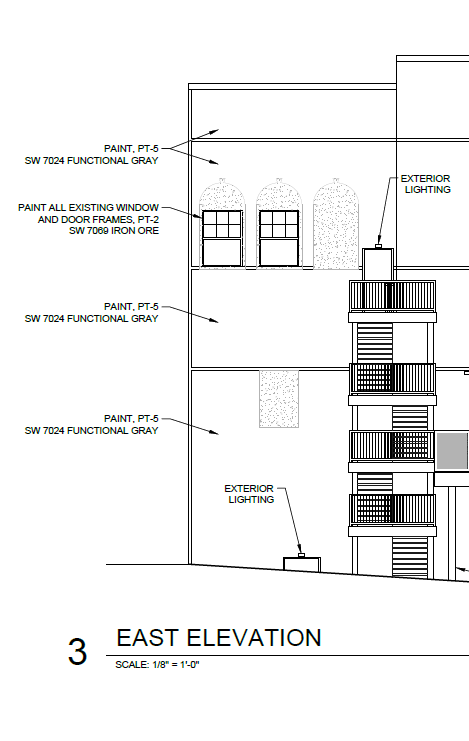 PAINT, PT-5
SW 7024 FUNCTIONAL GRAY
EXTERIOR
LIGHTING
PAINT ALL EXISTING WINDOW
AND DOOR FRAMES, PT-2
SW 7069 IRON ORE
PAINT, PT-5
SW 7024 FUNCTIONAL GRAY
PAINT, PT-5
SW 7024 FUNCTIONAL GRAY
EXTERIOR
LIGHTING
3
EAST ELEVATION
SCALE: 1/8" = 1'-0"